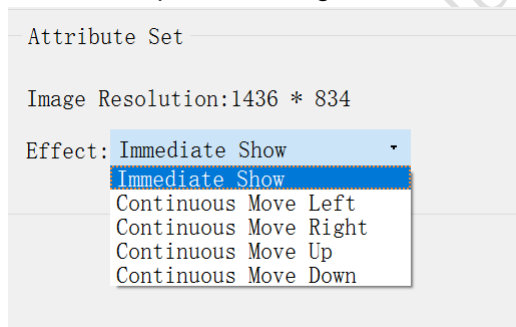 Attribute Set
Image Resolution:1436 * 834
Effect: Immediate Show
Immediate Show
Continuous Move Left
Continuous Move Right
Continuous Move Up
Continuous Move Down